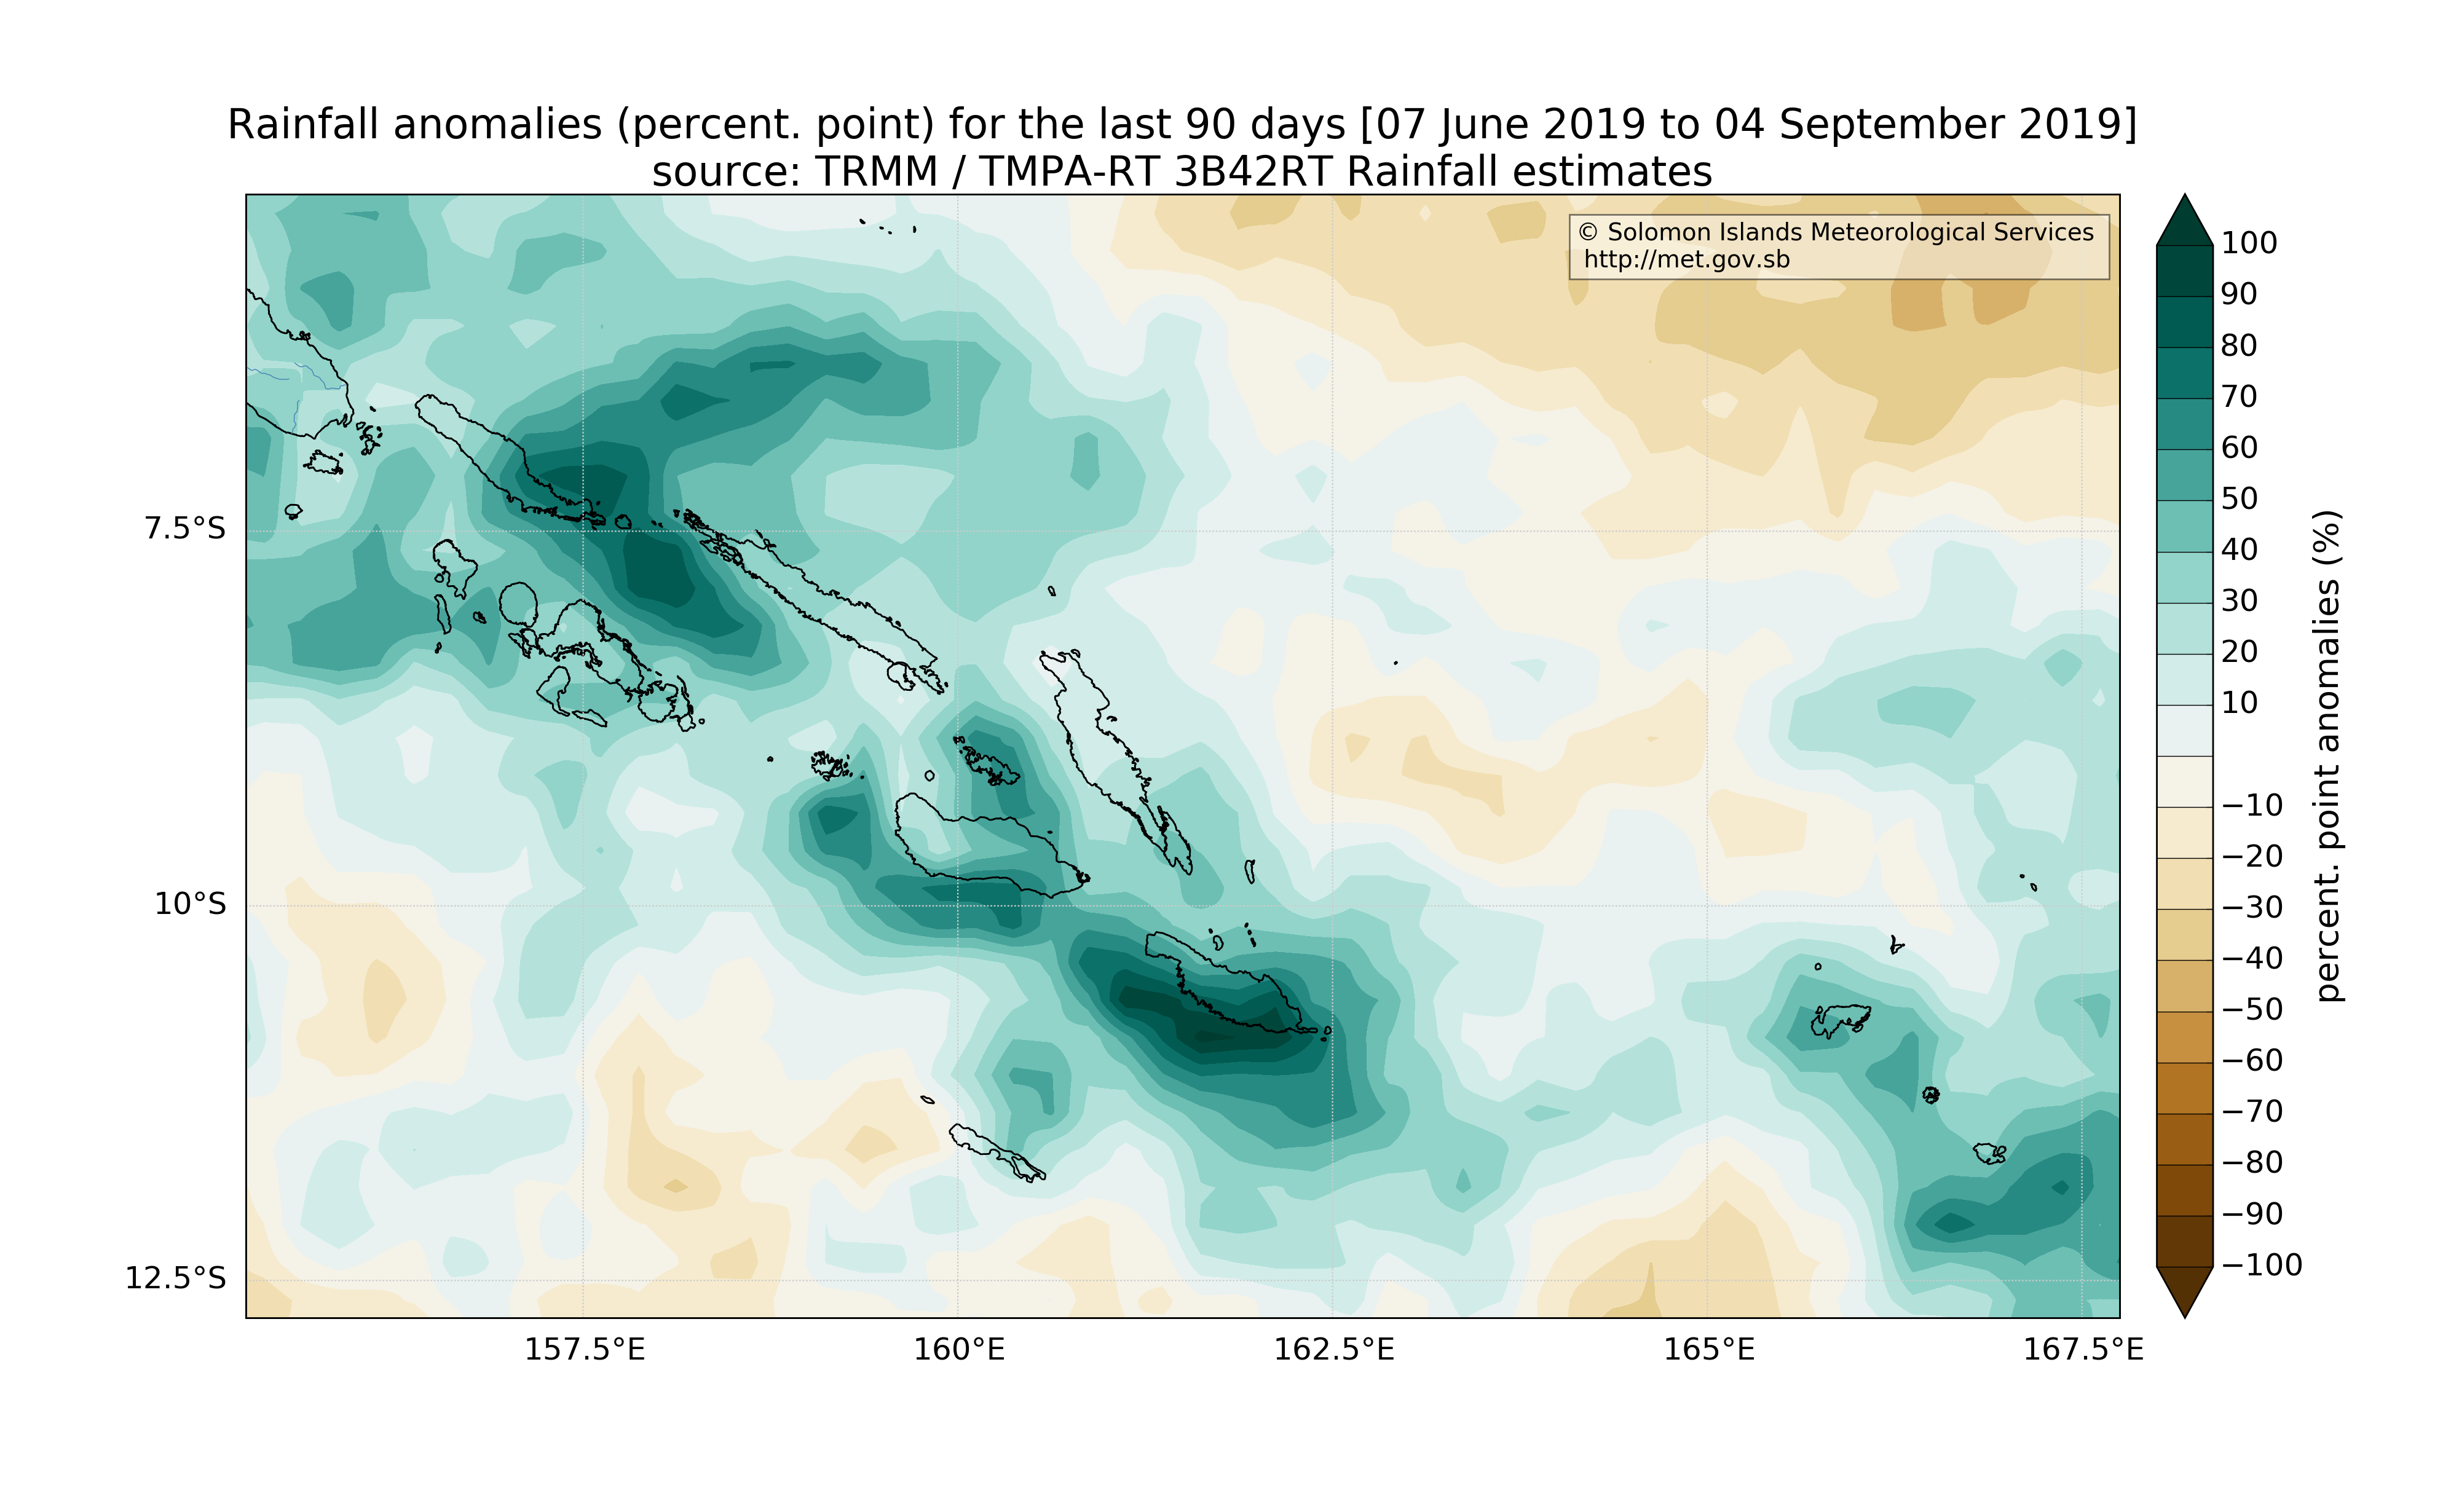 Rainfall anomalies (percent. point) for the last 90 days [07 June 2019 to 04 September 2019]
source: TRMM / TMPA-RT 3B42RT Rainfall estimates
© Solomon Islands Meteorological Services
http://met.gov.sb
7.5°S
10°S
12.5°S
157.5°E
160°E
162.5°E
165°E
167.5°E
100
90
80
70
60
50
40
30
20
10
−10
−20
−30
−40
−50
−60
−70
−80
−90
−100
percent. point anomalies (%)